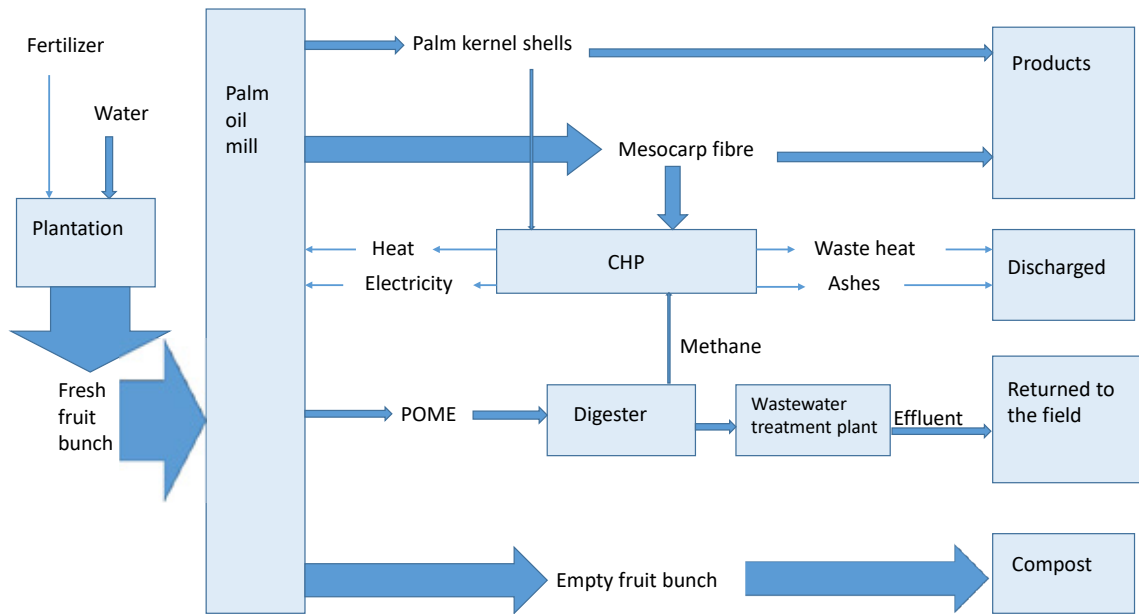 Fertilizer
Water
Plantation
Fresh
fruit
bunch
Palm
oil
mill
Palm kernel shells
Products
Mesocarp fibre
Heat
CHP
Waste heat
Discharged
Electricity
Ashes
Methane
POME
Digester
Wastewater
treatment plant
Effluent
Returned to
the field
Empty fruit bunch
Compost